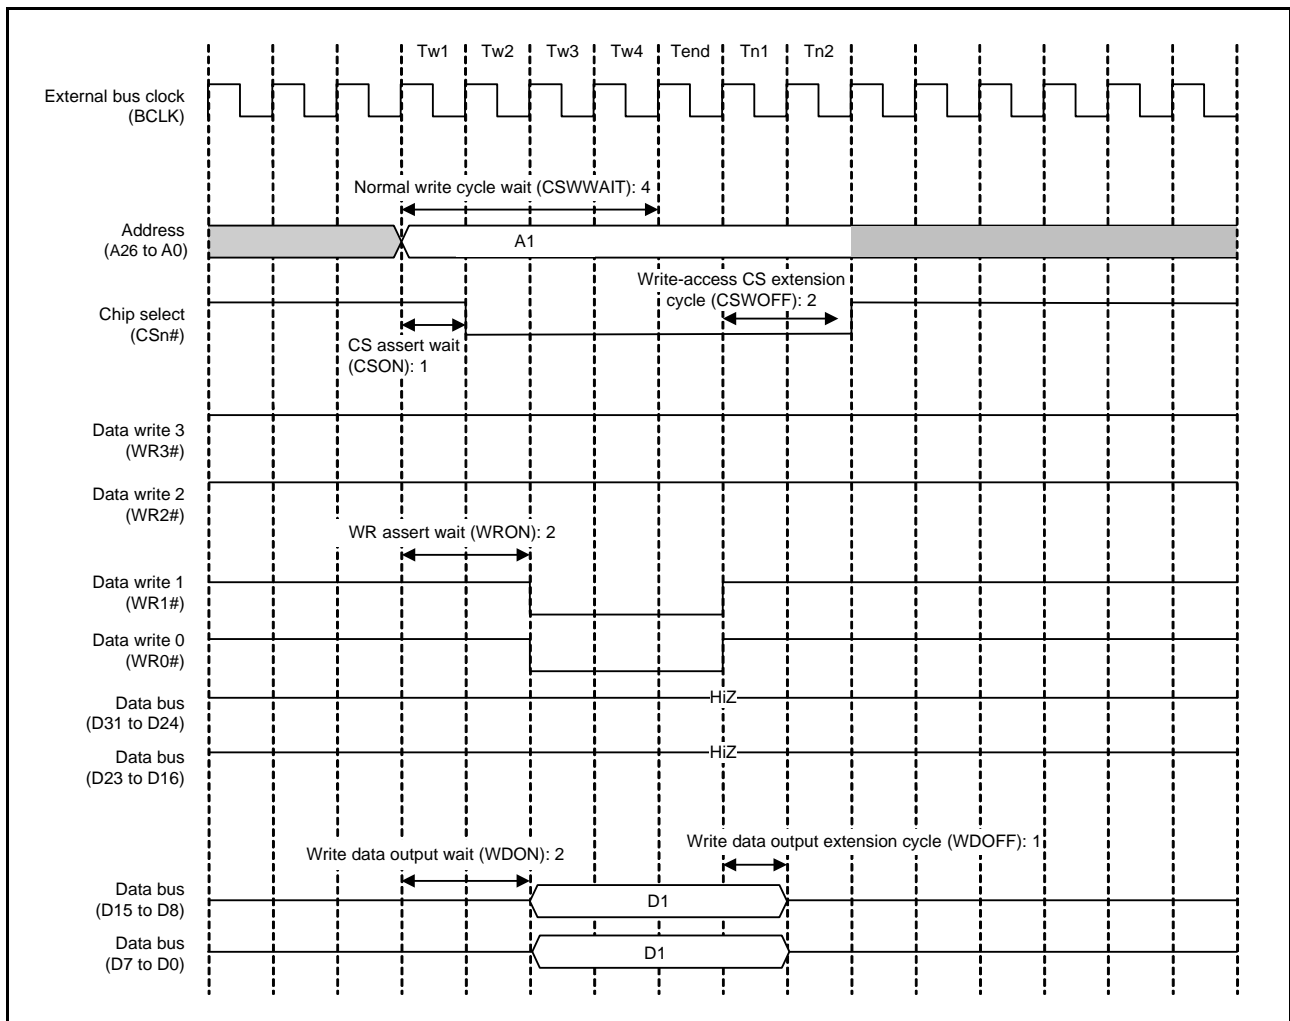 Tw1 Tw2 Tw3 Tw4 Tend Tn1 Tn2
External bus clock
(BCLK)
Normal write cycle wait (CSWWAIT): 4
Address
(A26 to A0)
A1
Write-access CS extension
cycle (CSWOFF): 2
Chip select
(CSn#)
CS assert wait
(CSON): 1
Data write 3
(WR3#)
Data write 2
(WR2#)
WR assert wait (WRON): 2
Data write 1
(WR1#)
Data write 0
(WR0#)
Data bus
(D31 to D24)
HiZ
Data bus
(D23 to D16)
HiZ
Write data output extension cycle (WDOFF): 1
Write data output wait (WDON): 2
Data bus
(D15 to D8)
D1
Data bus
(D7 to D0)
D1